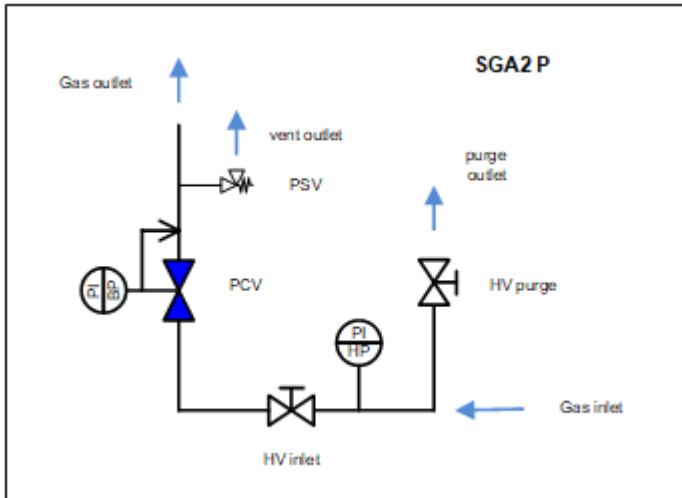 SGA2 P
Gas outlet
vent outlet
purge
outlet
PSV
PI
BP
PCV
HV purge
PI
HP
Gas inlet
HV inlet